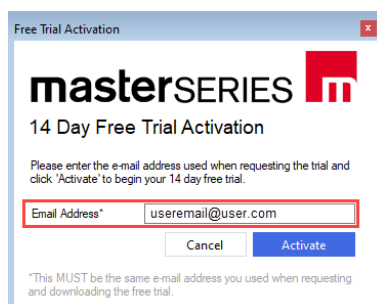 Free Trial Activation
x
masterSERIES m
14 Day Free Trial Activation
Please enter the e-mail address used when requesting the trial and
click 'Activate' to begin your 14 day free trial.
Email Address* useremail@user.com
Cancel Activate
*This MUST be the same e-mail address you used when requesting
and downloading the free trial.